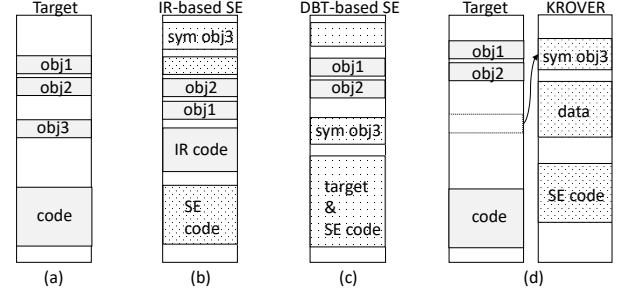 Target
obj1
obj2
obj3
code
(a)
IR-based SE
sym obj3
obj2
obj1
IR code
SE
code
(b)
DBT-based SE
obj1
obj2
sym obj3
target
&
SE code
(c)
Target
obj1
obj2
code
KROVER
sym obj3
data
SE code
(d)